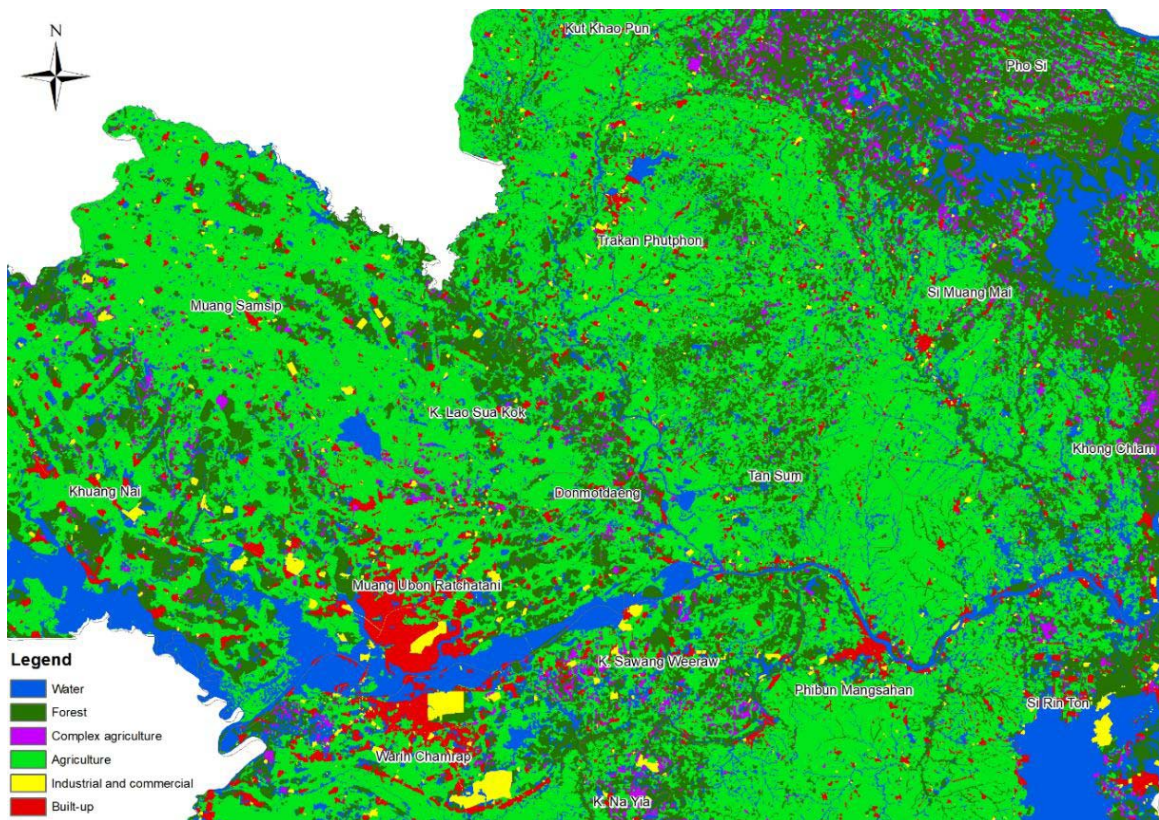 Kut Khao Pun
N
Pho Si
Trakan Phutphon
Si Muang Mai
Muang Samsip
K. Lao Sua Kok
Khong Chiam
Tan Sum
Khuang Nai
Donmotdaeng
Muang Ubon Ratchatani
K. Sawang Weeraw
Phibun Mangsahan
Si Rin Ton
Warin Chamrap
K. Na Yia
Legend
Water
Forest
Complex agriculture
Agriculture
Industrial and commercial
Built-up